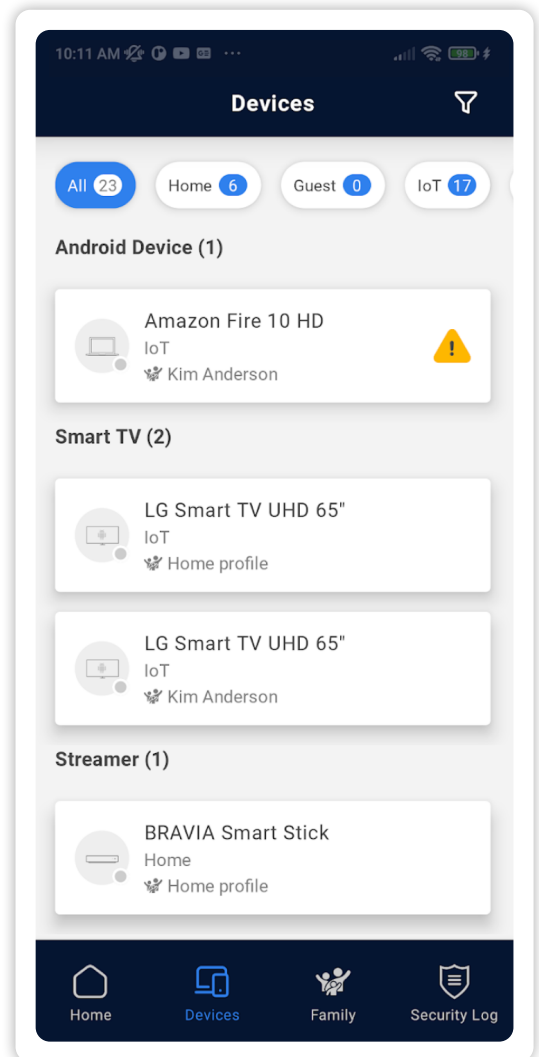 10:11 AM
98
Devices
All 23
Home 6
Guest 0
IoT 17
Android Device (1)
Amazon Fire 10 HD
IoT
Kim Anderson
Smart TV (2)
LG Smart TV UHD 65"
IoT
Home profile
LG Smart TV UHD 65"
IoT
Kim Anderson
Streamer (1)
BRAVIA Smart Stick
Home
Home profile
Home
Devices
Family
Security Log